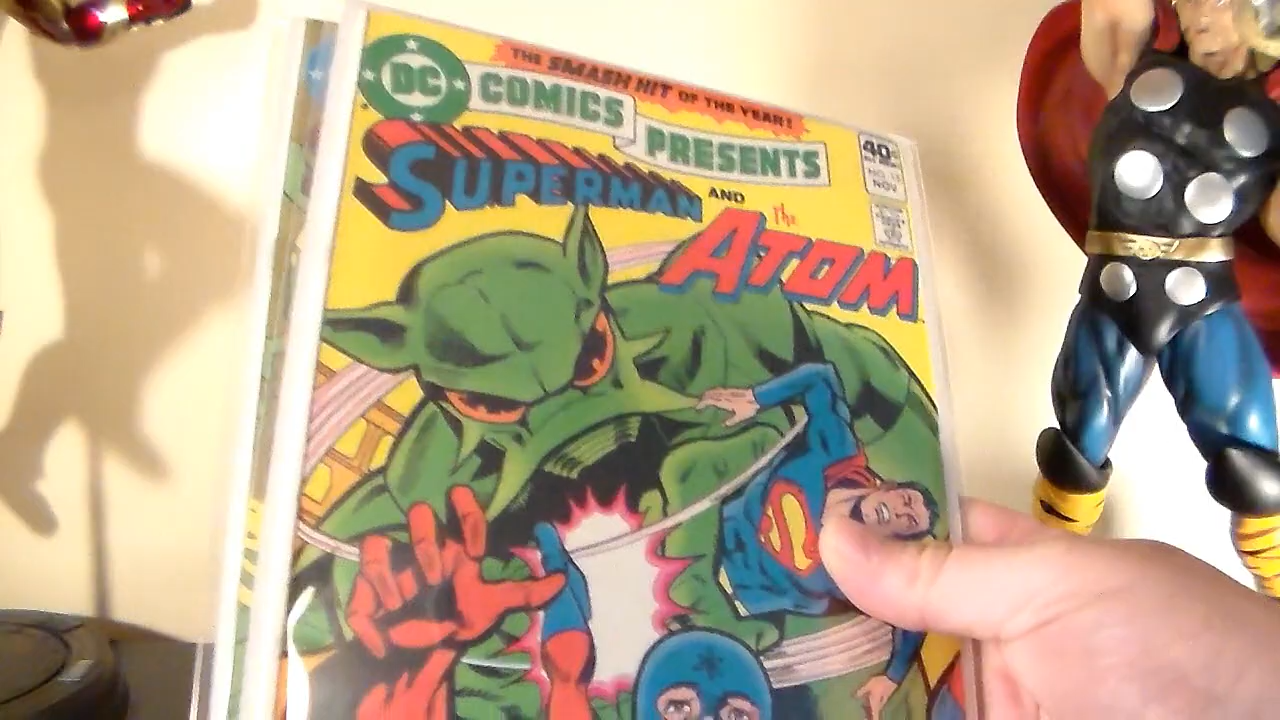 THE SMASH HIT OF THE YEAR!
DC COMICS PRESENTS
40¢
NO. 15
NOV
SUPERMAN AND The ATOM
S